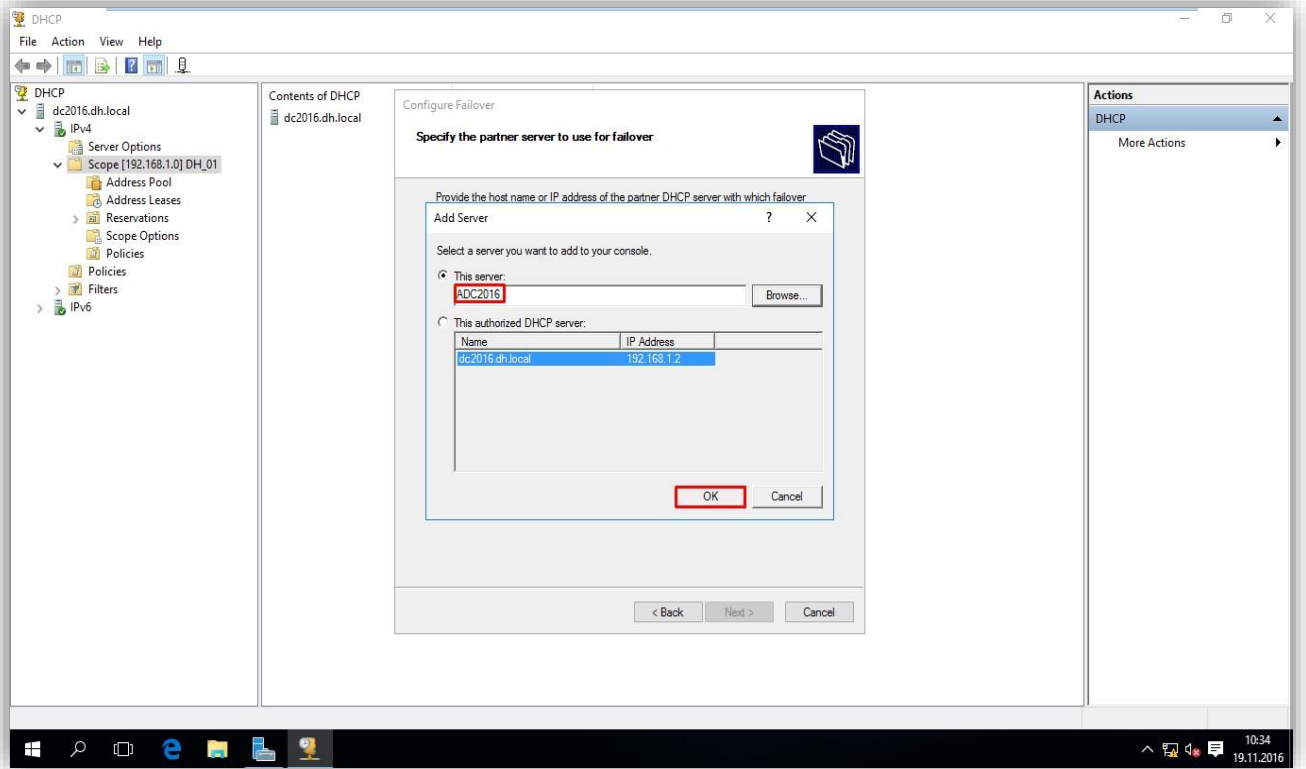 DHCP
File Action View Help
DHCP
dc2016.dh.local
IPv4
Server Options
Scope [192.168.1.0] DH_01
Address Pool
Address Leases
Reservations
Scope Options
Policies
Policies
Filters
IPv6
Contents of DHCP
dc2016.dh.local
Configure Failover
Specify the partner server to use for failover
Provide the host name or IP address of the partner DHCP server with which failover
Add Server
Select a server you want to add to your console.
This server:
ADC2016
Browse...
This authorized DHCP server:
Name IP Address
dc2016.dh.local 192.168.1.2
OK Cancel
< Back Next > Cancel
Actions
DHCP
More Actions
10:34
19.11.2016